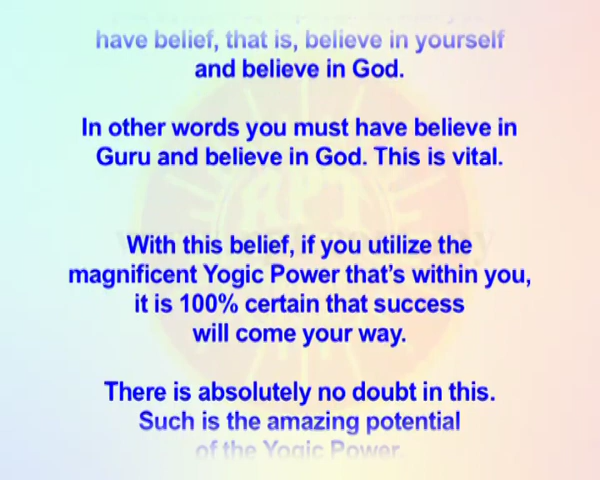 have belief, that is, believe in yourself
and believe in God.
In other words you must have believe in
Guru and believe in God. This is vital.
With this belief, if you utilize the
magnificent Yogic Power that's within you,
it is 100% certain that success
will come your way.
There is absolutely no doubt in this.
Such is the amazing potential
of the Yogic Power.